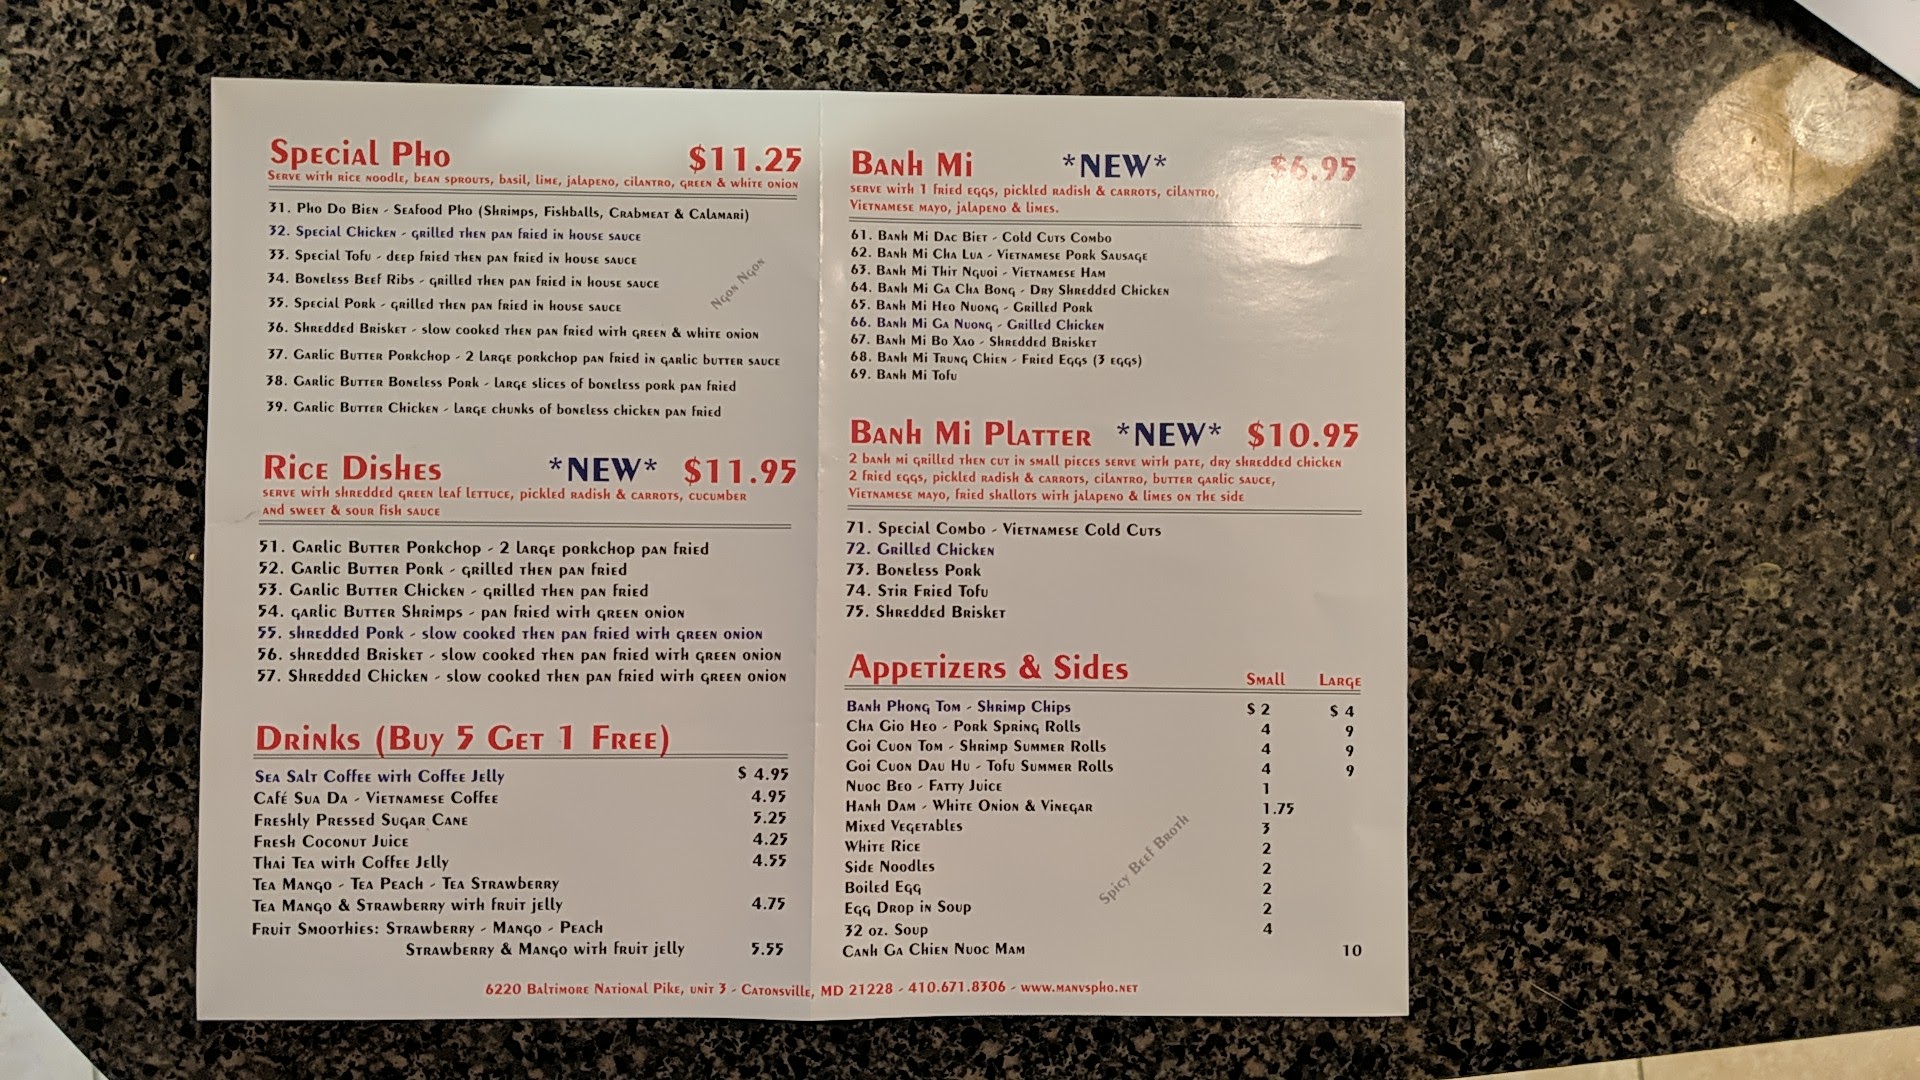 Special Pho $11.25
Serve with rice noodle, bean sprouts, basil, lime, jalapeno, cilantro, green & white onion
31. Pho Do Bien - Seafood Pho (Shrimps, Fishballs, Crabmeat & Calamari)
32. Special Chicken - grilled then pan fried in house sauce
33. Special Tofu - deep fried then pan fried in house sauce
34. Boneless Beef Ribs - grilled then pan fried in house sauce
35. Special Pork - grilled then pan fried in house sauce
Ngon Ngon
36. Shredded Brisket - slow cooked then pan fried with green & white onion
37. Garlic Butter Porkchop - 2 large porkchop pan fried in garlic butter sauce
38. Garlic Butter Boneless Pork - large slices of boneless pork pan fried
39. Garlic Butter Chicken - large chunks of boneless chicken pan fried
Rice Dishes *NEW* $11.95
serve with shredded green leaf lettuce, pickled radish & carrots, cucumber
and sweet & sour fish sauce
51. Garlic Butter Porkchop - 2 large porkchop pan fried
52. Garlic Butter Pork - grilled then pan fried
53. Garlic Butter Chicken - grilled then pan fried
54. garlic Butter Shrimps - pan fried with green onion
55. shredded Pork - slow cooked then pan fried with green onion
56. shredded Brisket - slow cooked then pan fried with green onion
57. Shredded Chicken - slow cooked then pan fried with green onion
Drinks (Buy 5 Get 1 Free)
Sea Salt Coffee with Coffee Jelly $ 4.95
Café Sua Da - Vietnamese Coffee 4.95
Freshly Pressed Sugar Cane 5.25
Fresh Coconut Juice 4.25
Thai Tea with Coffee Jelly 4.55
Tea Mango - Tea Peach - Tea Strawberry
Tea Mango & Strawberry with fruit jelly 4.75
Fruit Smoothies: Strawberry - Mango - Peach
Strawberry & Mango with fruit jelly 5.55
Banh Mi *NEW* $6.95
serve with 1 fried eggs, pickled radish & carrots, cilantro,
Vietnamese mayo, jalapeno & limes.
61. Banh Mi Dac Biet - Cold Cuts Combo
62. Banh Mi Cha Lua - Vietnamese Pork Sausage
63. Banh Mi Thit Nguoi - Vietnamese Ham
64. Banh Mi Ga Cha Bong - Dry Shredded Chicken
65. Banh Mi Heo Nuong - Grilled Pork
66. Banh Mi Ga Nuong - Grilled Chicken
67. Banh Mi Bo Xao - Shredded Brisket
68. Banh Mi Trung Chien - Fried Eggs (3 eggs)
69. Banh Mi Tofu
Banh Mi Platter *NEW* $10.95
2 banh mi grilled then cut in small pieces serve with pate, dry shredded chicken
2 fried eggs, pickled radish & carrots, cilantro, butter garlic sauce,
Vietnamese mayo, fried shallots with jalapeno & limes on the side
71. Special Combo - Vietnamese Cold Cuts
72. Grilled Chicken
73. Boneless Pork
74. Stir Fried Tofu
75. Shredded Brisket
Appetizers & Sides Small Large
Banh Phong Tom - Shrimp Chips $ 2 $ 4
Cha Gio Heo - Pork Spring Rolls 4 9
Goi Cuon Tom - Shrimp Summer Rolls 4 9
Goi Cuon Dau Hu - Tofu Summer Rolls 4 9
Nuoc Beo - Fatty Juice 1
Hanh Dam - White Onion & Vinegar 1.75
Mixed Vegetables 3
White Rice 2
Side Noodles 2
Boiled Egg 2
Egg Drop in Soup 2
32 oz. Soup 4
Canh Ga Chien Nuoc Mam 10
Spicy Beef Broth
6220 Baltimore National Pike, unit 3 - Catonsville, MD 21228 - 410.671.8306 - www.manvspho.net